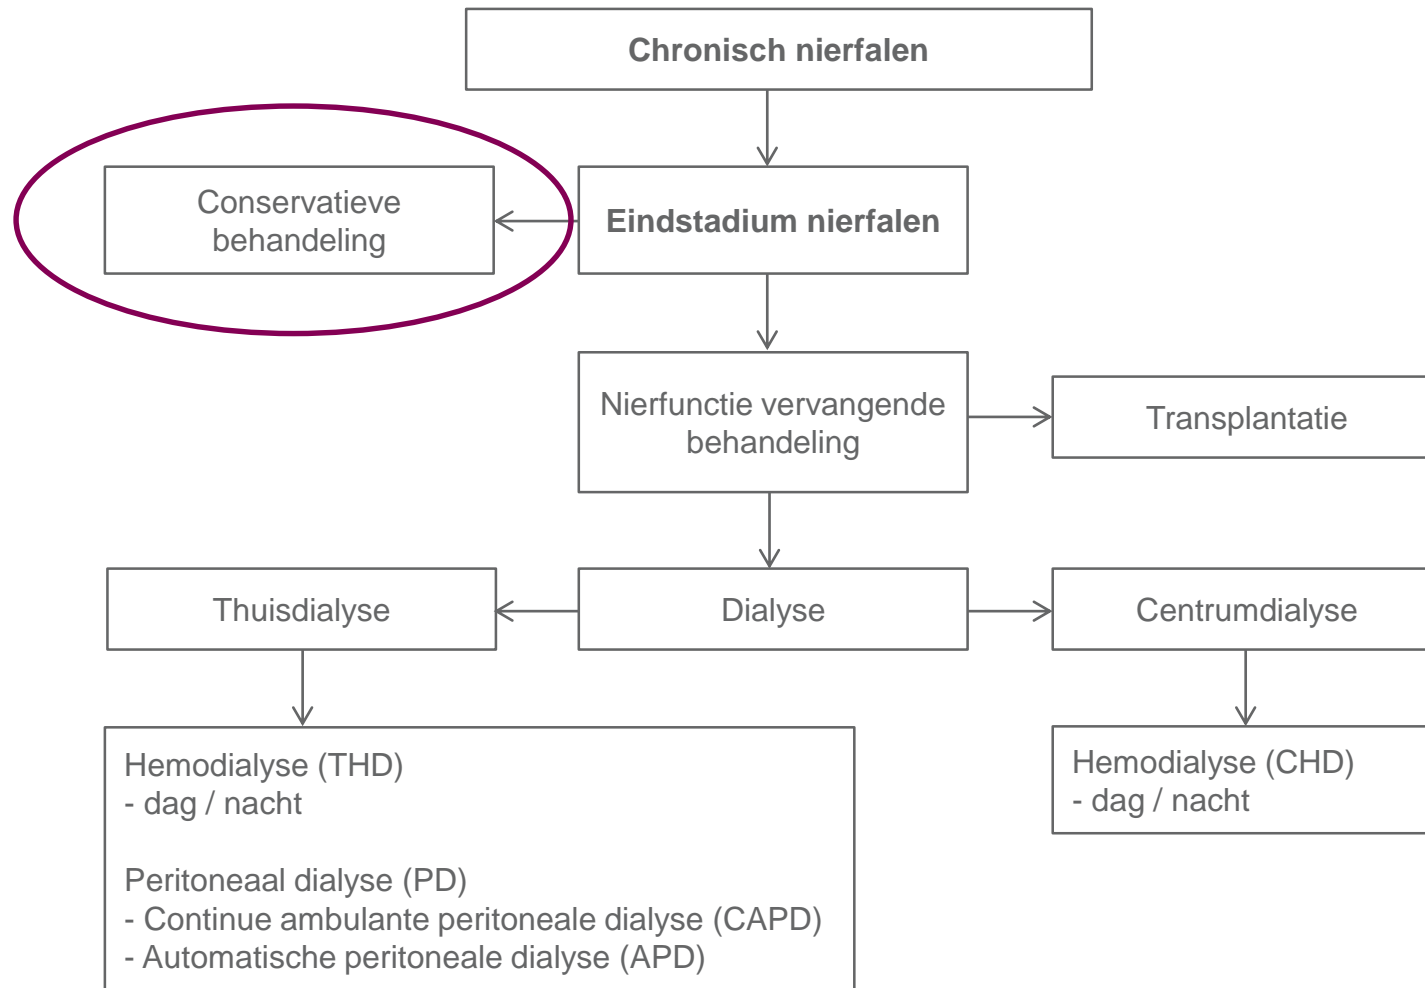 Chronisch nierfalen
Conservatieve
behandeling
Eindstadium nierfalen
Nierfunctie vervangende
behandeling
Transplantatie
Thuisdialyse
Dialyse
Centrumdialyse
Hemodialyse (THD)
- dag / nacht
Peritoneaal dialyse (PD)
- Continue ambulante peritoneale dialyse (CAPD)
- Automatische peritoneale dialyse (APD)
Hemodialyse (CHD)
- dag / nacht